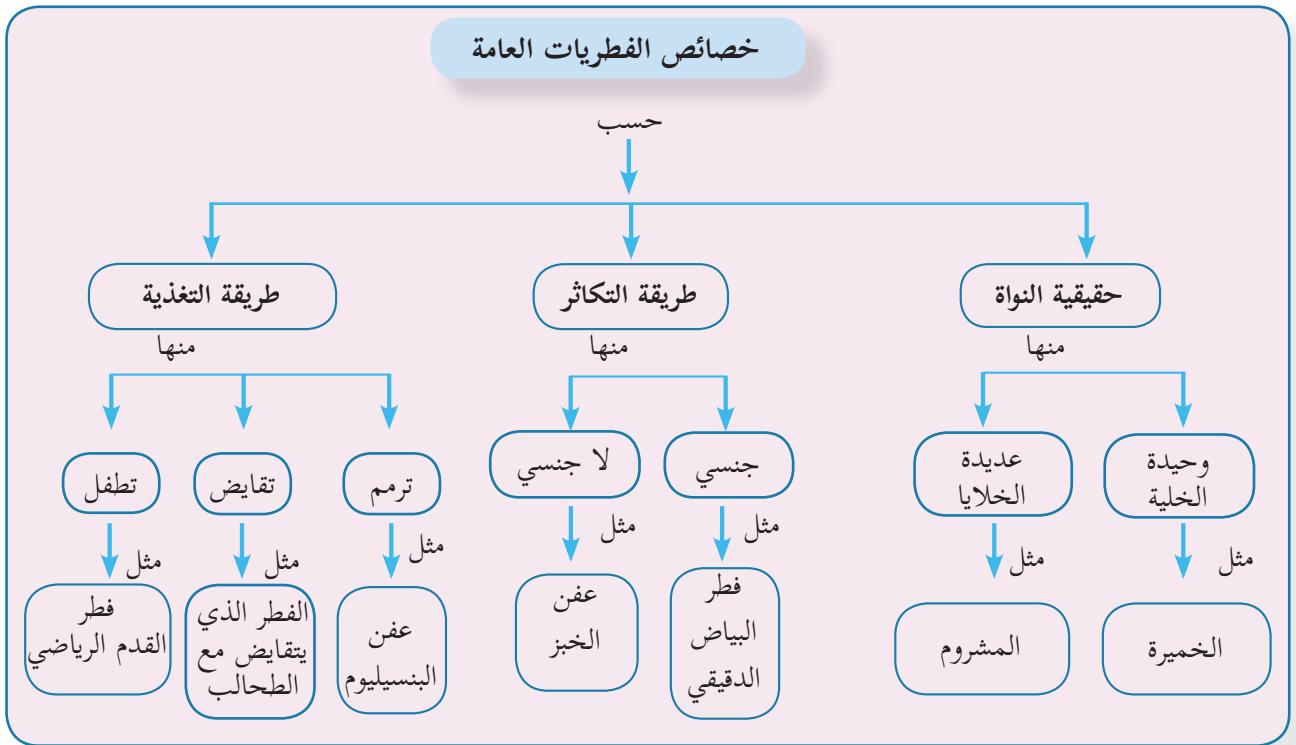 خصائص الفطريات العامة
حسب
حقيقية النواة
طريقة التكاثر
طريقة التغذية
منها
منها
منها
وحيدة
الخلية
عديدة
الخلايا
جنسي
لا جنسي
ترمم
تقايض
تطفل
مثل
مثل
مثل
مثل
مثل
مثل
مثل
الخميرة
المشروم
فطر
البياض
الدقيقي
عفن
الخبز
عفن
البنسيليوم
الفطر الذي
يتقايض مع
الطحالب
فطر
القدم الرياضي